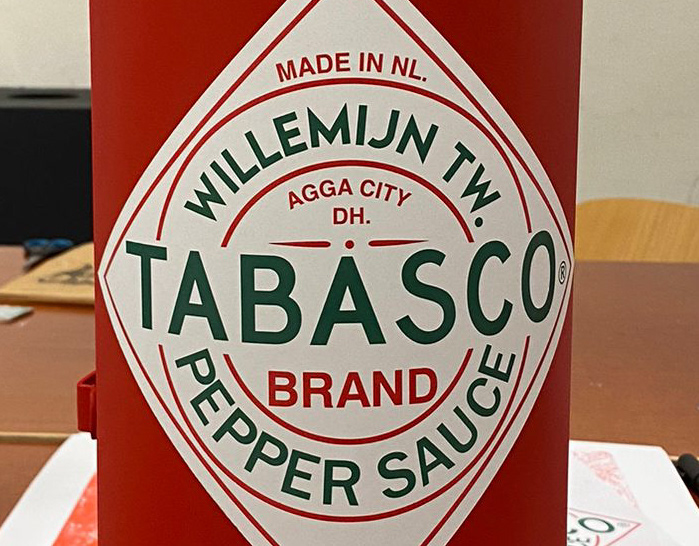 MADE IN NL.
WILLEMIJN TW.
AGGA CITY
DH.
TABASCO®
BRAND
PEPPER SAUCE